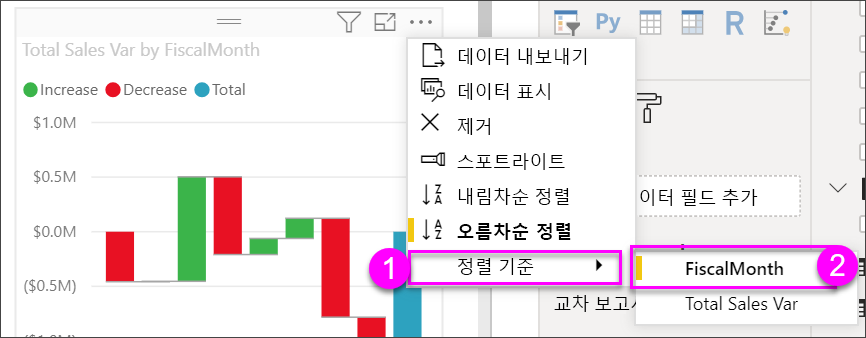 Total Sales Var by FiscalMonth
Increase Decrease Total
$1.0M
$0.5M
$0.0M
($0.5M)
($1.0M)
데이터 내보내기
데이터 표시
제거
스포트라이트
내림차순 정렬
오름차순 정렬
1 정렬 기준
R
이터 필드 추가
FiscalMonth 2
교차 보고
Total Sales Var